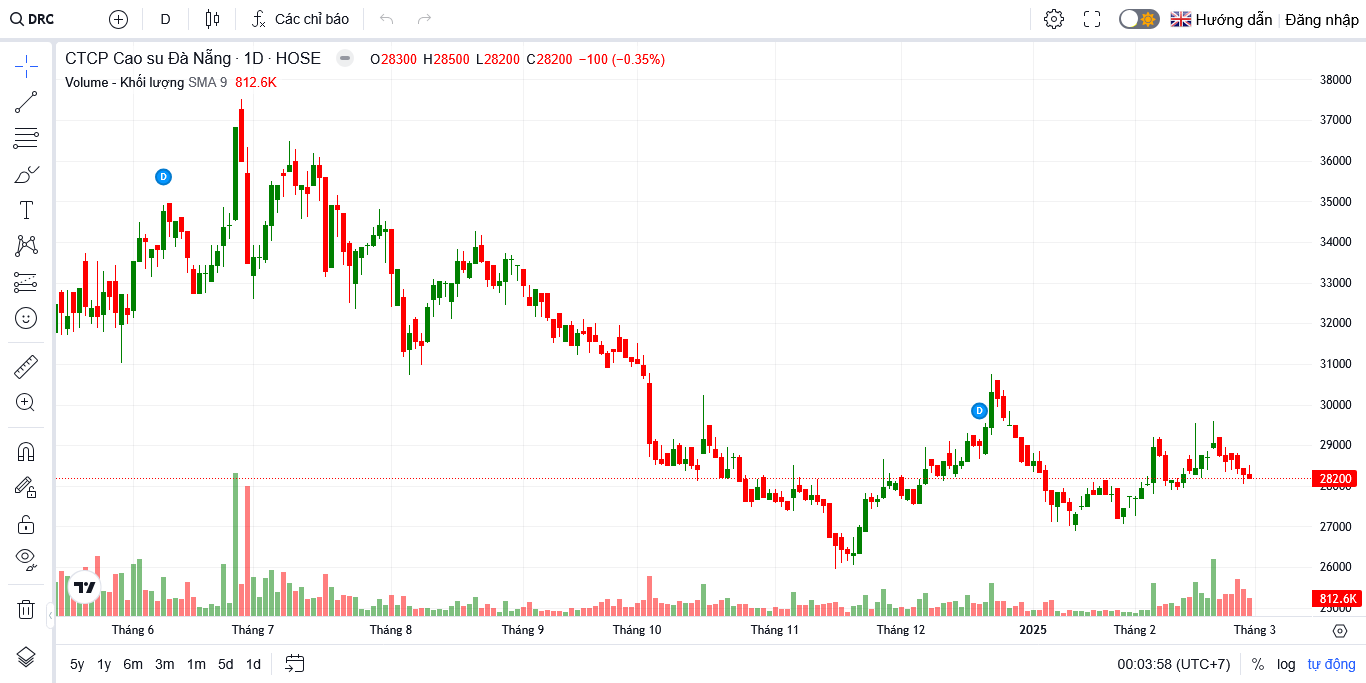 DRC D Các chỉ báo Hướng dẫn Đăng nhập
CTCP Cao su Đà Nẵng · 1D · HOSE O28300 H28500 L28200 C28200 −100 (−0.35%)
Volume - Khối lượng SMA 9 812.6K
D
D
38000
37000
36000
35000
34000
33000
32000
31000
30000
29000
28200
28000
27000
26000
812.6K
25000
Tháng 6 Tháng 7 Tháng 8 Tháng 9 Tháng 10 Tháng 11 Tháng 12 2025 Tháng 2 Tháng 3
5y 1y 6m 3m 1m 5d 1d 00:03:58 (UTC+7) % log tự động